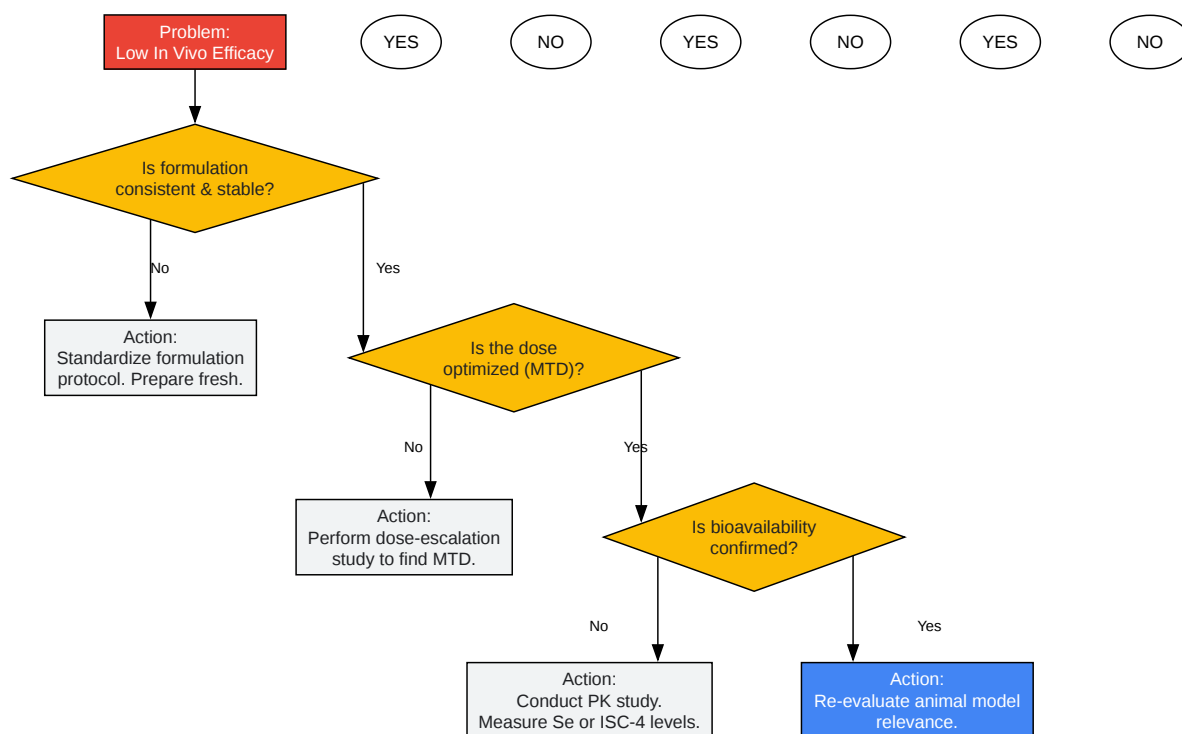 Problem:
Low In Vivo Efficacy
YES
NO
YES
NO
YES
NO
Is formulation
consistent & stable?
No
Yes
Action:
Standardize formulation
protocol. Prepare fresh.
Is the dose
optimized (MTD)?
No
Yes
Action:
Perform dose-escalation
study to find MTD.
Is bioavailability
confirmed?
No
Yes
Action:
Conduct PK study.
Measure Se or ISC-4 levels.
Action:
Re-evaluate animal model
relevance.